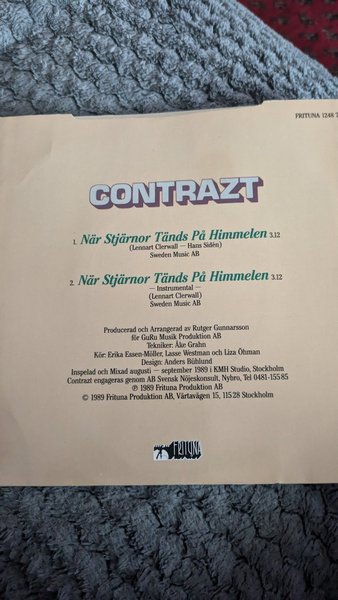 FRITUNA 1248
CONTRAZT
1. När Stjärnor Tänds På Himmelen 3.12
(Lennart Clerwall — Hans Sidén)
Sweden Music AB
2. När Stjärnor Tänds På Himmelen 3.12
— Instrumental —
(Lennart Clerwall)
Sweden Music AB
Producerad och Arrangerad av Rutger Gunnarsson
för GuRu Musik Produktion AB
Tekniker: Åke Grahn
Kör: Erika Essen-Möller, Lasse Westman och Liza Öhman
Design: Anders Bühlund
Inspelad och Mixad augusti — september 1989 i KMH Studio, Stockholm
Contrazt engageras genom AB Svensk Nöjeskonsult, Nybro, Tel 0481-155 85
℗ 1989 Frituna Produktion AB
© 1989 Frituna Produktion AB, Värtavägen 15, 115 28 Stockholm
FRITUNA